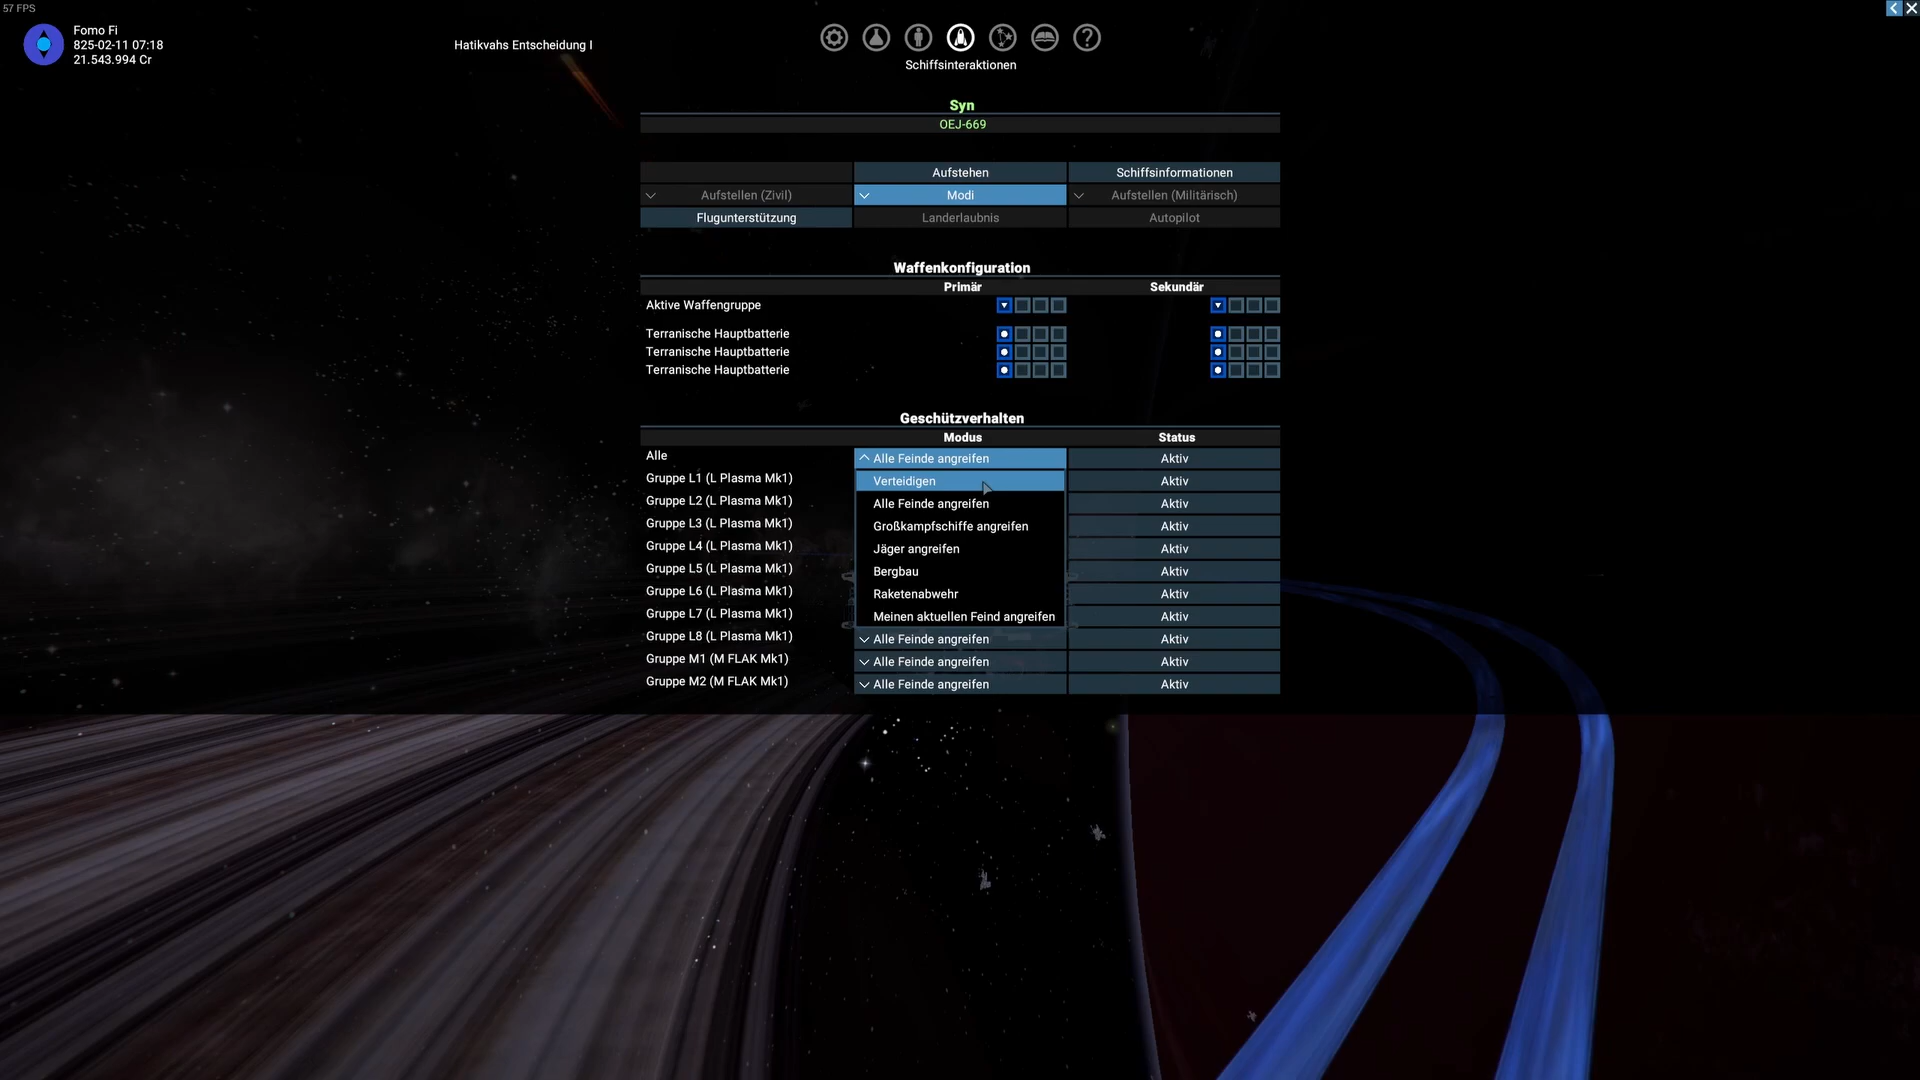 57 FPS
Fomo Fi
825-02-11 07:18
21.543.994 Cr
Hatikvahs Entscheidung I
?
Schiffsinteraktionen
Syn
OEJ-669
Aufstehen Schiffsinformationen
Aufstellen (Zivil) Modi Aufstellen (Militärisch)
Flugunterstützung Landerlaubnis Autopilot
Waffenkonfiguration
Primär Sekundär
Aktive Waffengruppe
Terranische Hauptbatterie
Terranische Hauptbatterie
Terranische Hauptbatterie
Geschützverhalten
Modus Status
Alle Alle Feinde angreifen Aktiv
Gruppe L1 (L Plasma Mk1) Verteidigen Aktiv
Gruppe L2 (L Plasma Mk1) Alle Feinde angreifen Aktiv
Gruppe L3 (L Plasma Mk1) Großkampfschiffe angreifen Aktiv
Gruppe L4 (L Plasma Mk1) Jäger angreifen Aktiv
Gruppe L5 (L Plasma Mk1) Bergbau Aktiv
Gruppe L6 (L Plasma Mk1) Raketenabwehr Aktiv
Gruppe L7 (L Plasma Mk1) Meinen aktuellen Feind angreifen Aktiv
Gruppe L8 (L Plasma Mk1) Alle Feinde angreifen Aktiv
Gruppe M1 (M FLAK Mk1) Alle Feinde angreifen Aktiv
Gruppe M2 (M FLAK Mk1) Alle Feinde angreifen Aktiv